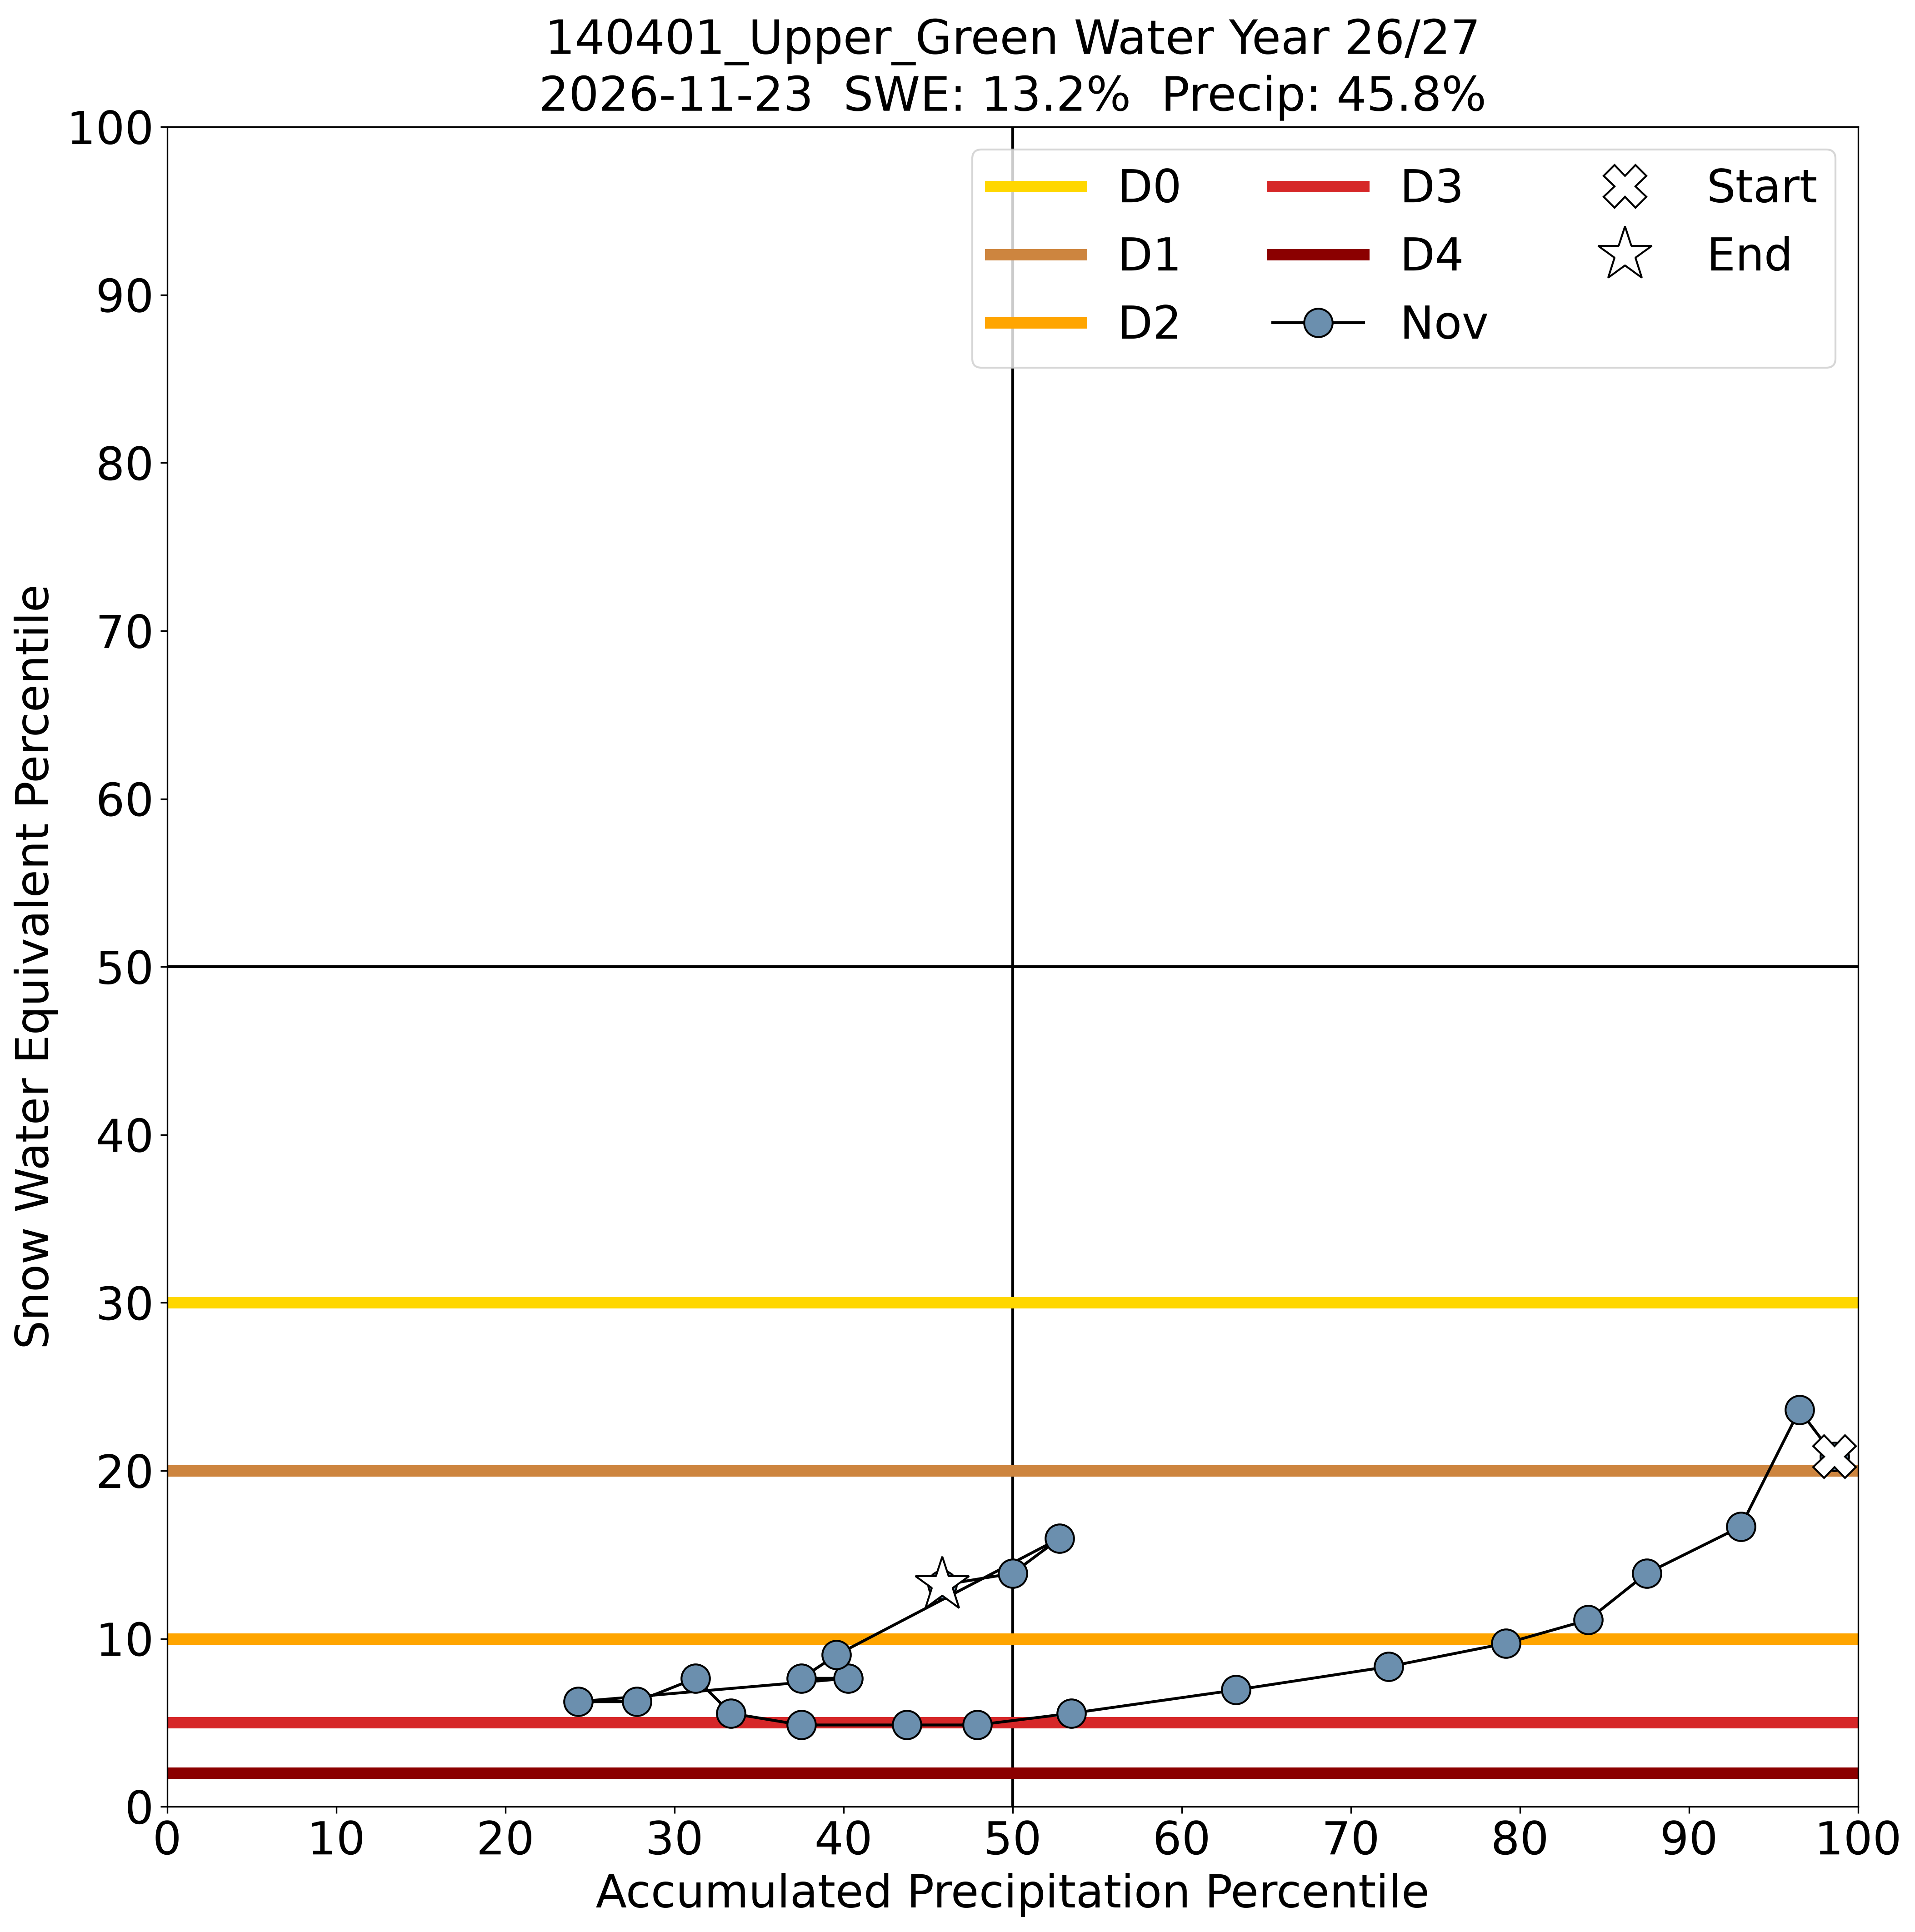 140401_Upper_Green Water Year 26/27
2026-11-23  SWE: 13.2%  Precip: 45.8%
100
90
80
70
60
50
40
30
20
10
0
Snow Water Equivalent Percentile
D0
D1
D2
D3
D4
Nov
Start
End
0 10 20 30 40 50 60 70 80 90 100
Accumulated Precipitation Percentile